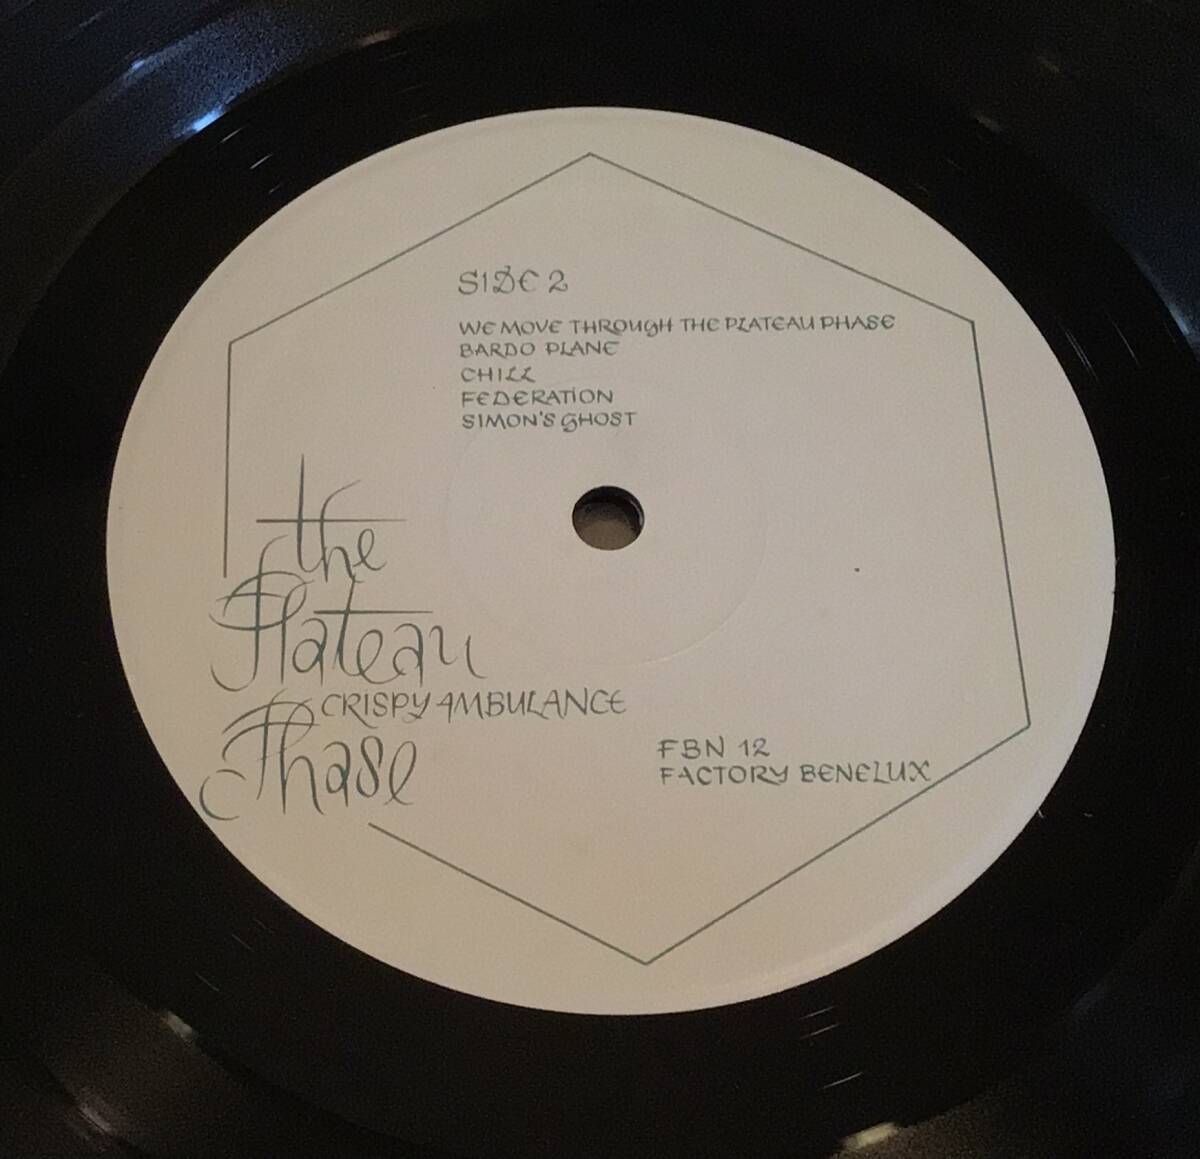 SIDE 2
WE MOVE THROUGH THE PLATEAU PHASE
BARDO PLANE
CHILL
FEDERATION
SIMON'S GHOST
the
Plateau
CRISPY AMBULANCE
Phase
FBN 12
FACTORY BENELUX